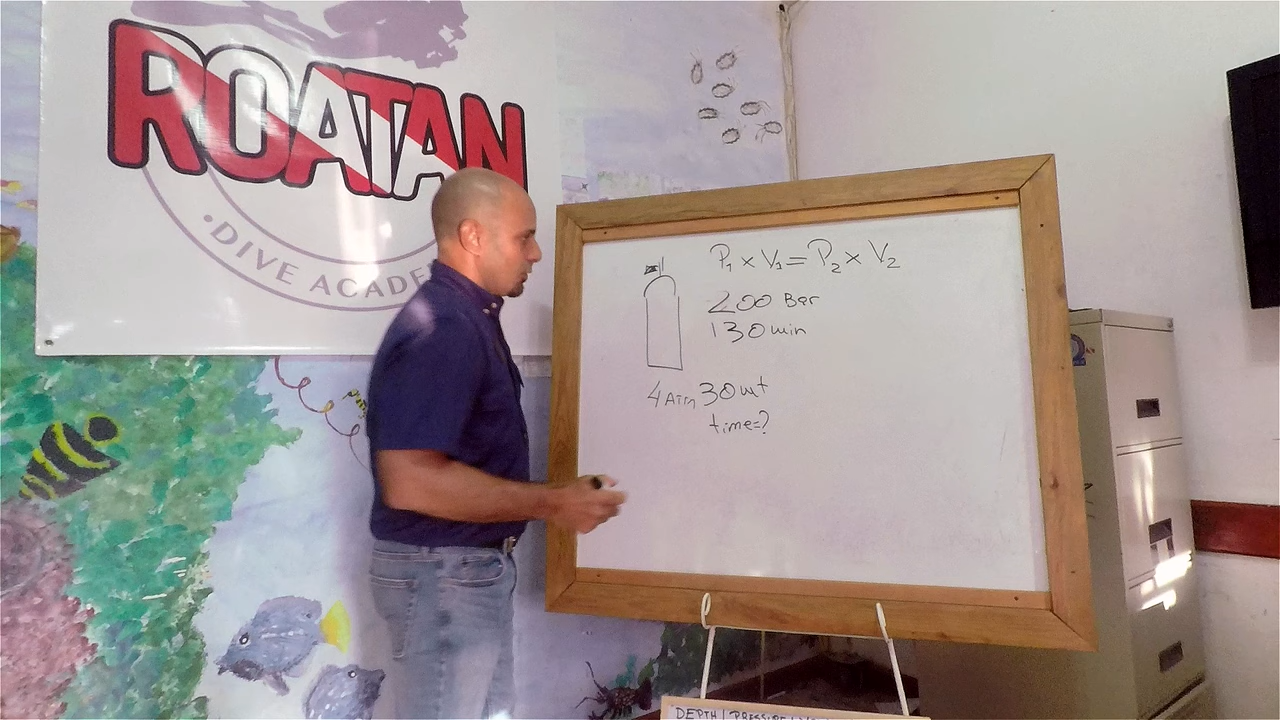 ROATAN
·DIVE ACADE
P₁ x V₁ = P₂ x V₂
200 Bar
130 min
4 ATM 30 mt
time=?
DEPTH / PRESSURE /